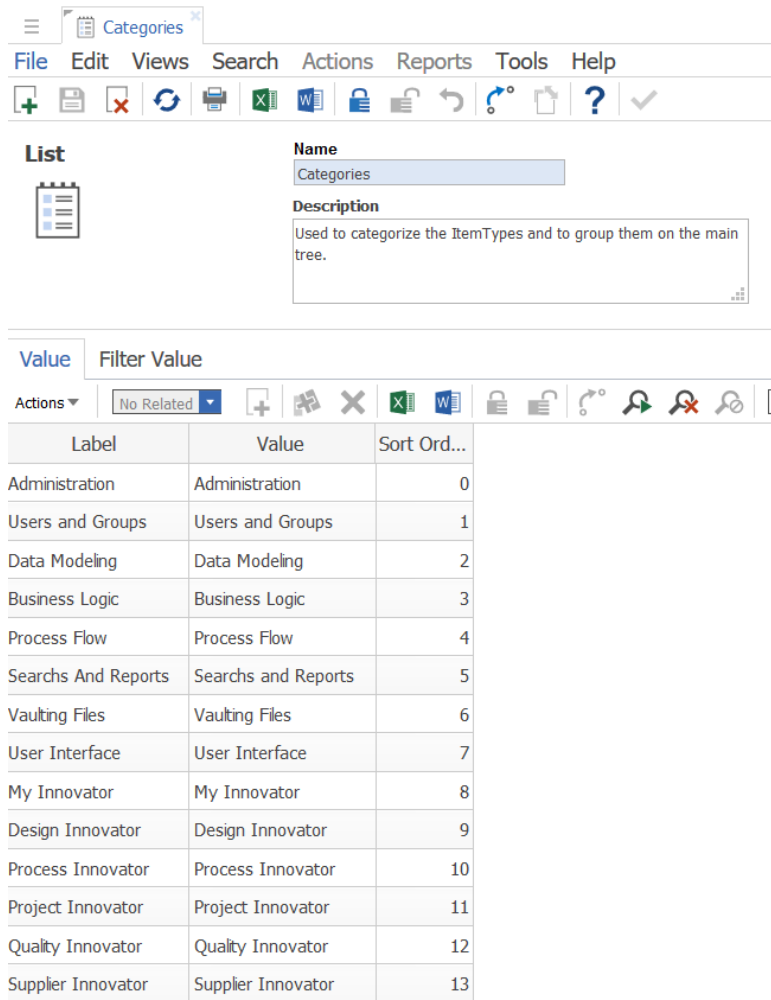 Categories
File Edit Views Search Actions Reports Tools Help
List
Name
Categories
Description
Used to categorize the ItemTypes and to group them on the main
tree.
Value Filter Value
Actions No Related
Label Value Sort Ord...
Administration Administration 0
Users and Groups Users and Groups 1
Data Modeling Data Modeling 2
Business Logic Business Logic 3
Process Flow Process Flow 4
Searchs And Reports Searchs and Reports 5
Vaulting Files Vaulting Files 6
User Interface User Interface 7
My Innovator My Innovator 8
Design Innovator Design Innovator 9
Process Innovator Process Innovator 10
Project Innovator Project Innovator 11
Quality Innovator Quality Innovator 12
Supplier Innovator Supplier Innovator 13